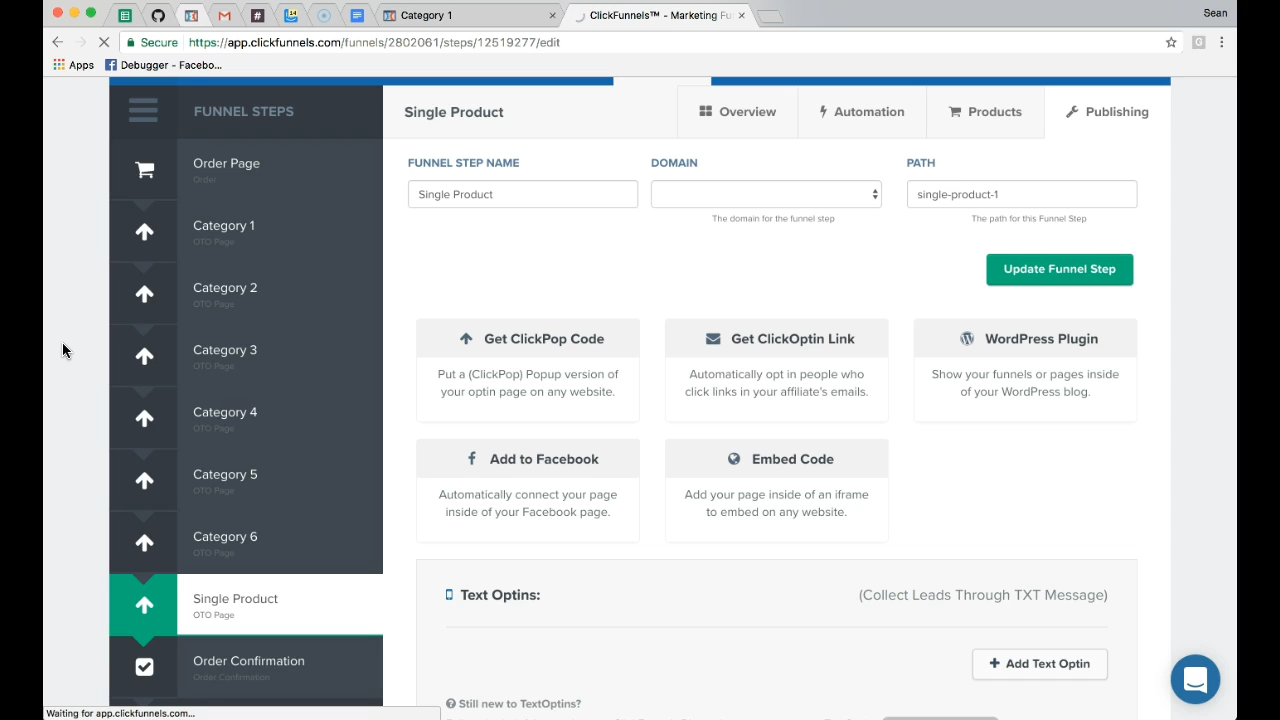 Category 1
ClickFunnels™ - Marketing Fu
Sean
Secure
https://app.clickfunnels.com/funnels/2802061/steps/12519277/edit
Apps
Debugger - Facebo...
FUNNEL STEPS
Single Product
Overview
Automation
Products
Publishing
Order Page
Order
Category 1
OTO Page
Category 2
OTO Page
Category 3
OTO Page
Category 4
OTO Page
Category 5
OTO Page
Category 6
OTO Page
Single Product
OTO Page
Order Confirmation
Order Confirmation
FUNNEL STEP NAME
DOMAIN
PATH
Single Product
single-product-1
The domain for the funnel step
The path for this Funnel Step
Update Funnel Step
Get ClickPop Code
Put a (ClickPop) Popup version of
your optin page on any website.
Get ClickOptin Link
Automatically opt in people who
click links in your affiliate's emails.
WordPress Plugin
Show your funnels or pages inside
of your WordPress blog.
Add to Facebook
Automatically connect your page
inside of your Facebook page.
Embed Code
Add your page inside of an iframe
to embed on any website.
Text Optins:
(Collect Leads Through TXT Message)
+ Add Text Optin
Still new to TextOptins?
Waiting for app.clickfunnels.com...